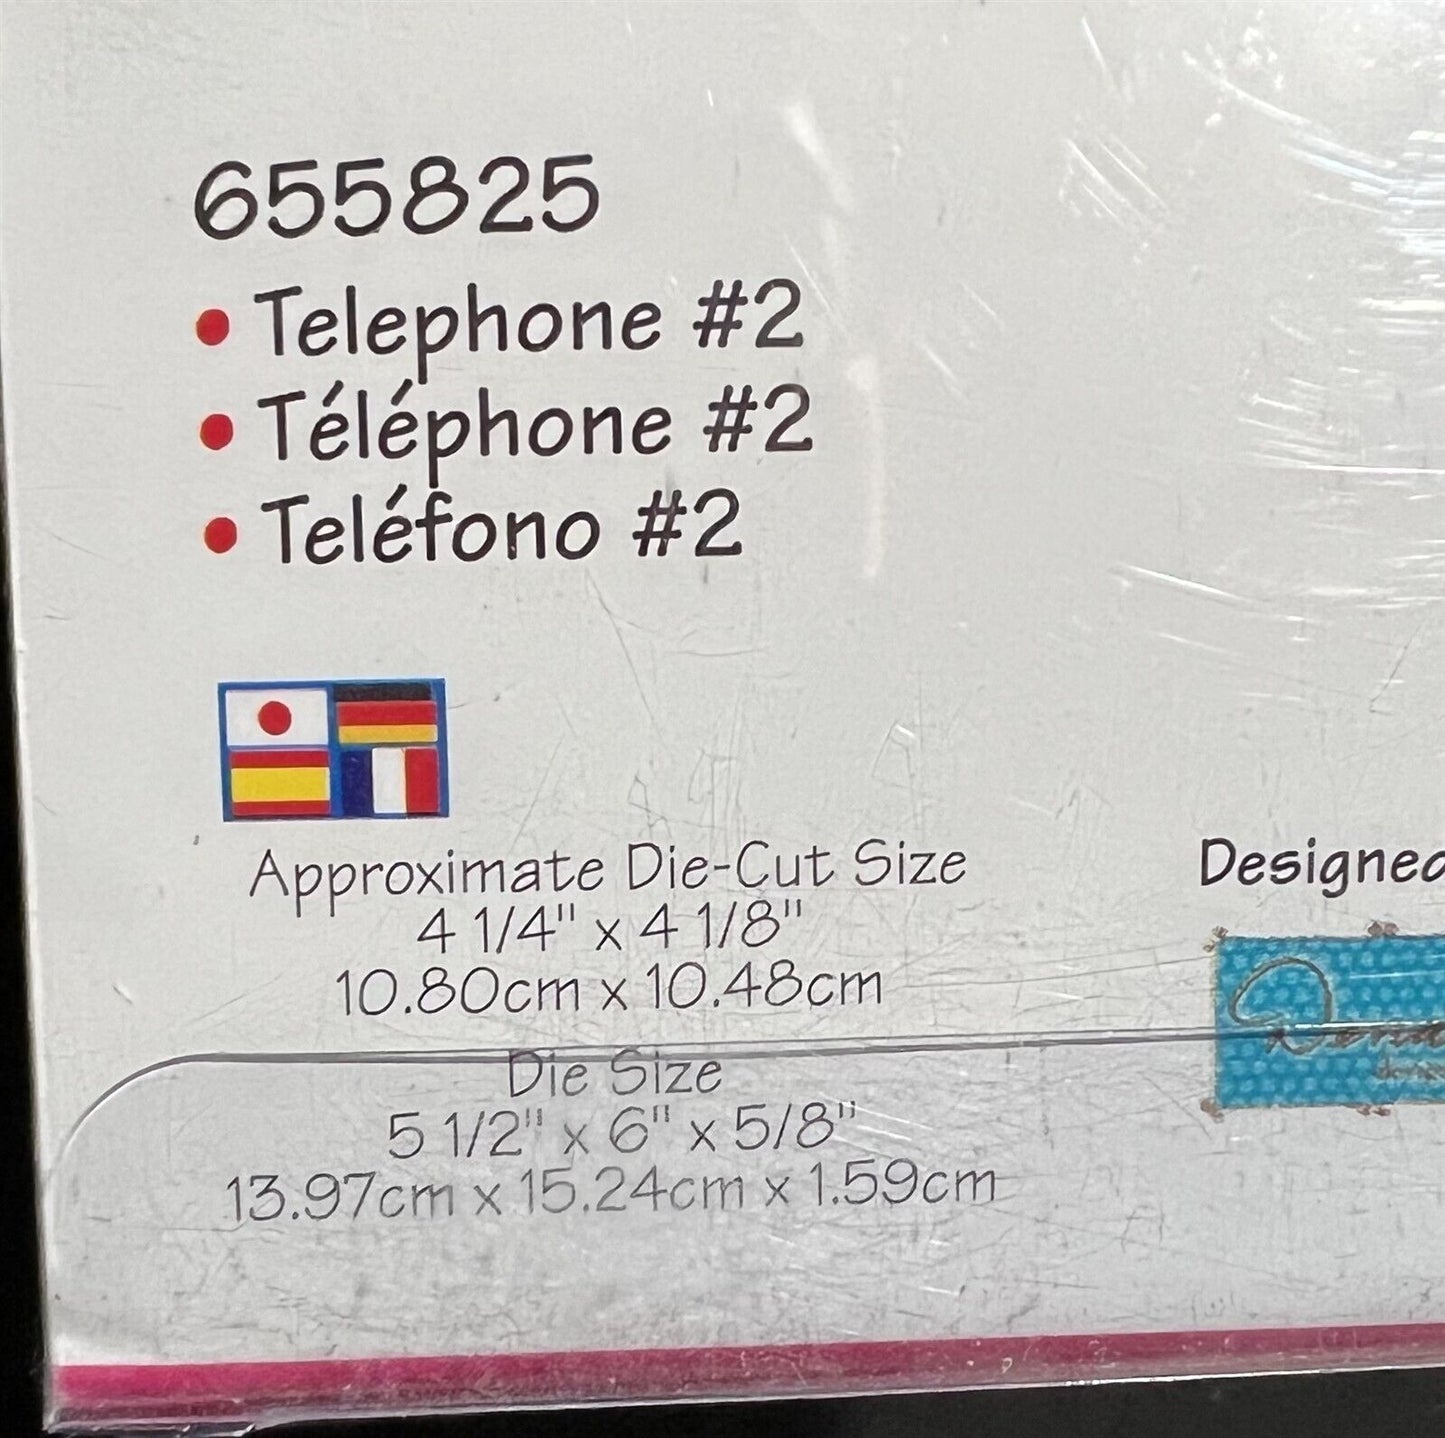 655825
• Telephone #2
• Téléphone #2
• Teléfono #2
Approximate Die-Cut Size
4 1/4" x 4 1/8"
10.80cm x 10.48cm
Die Size
5 1/2" x 6" x 5/8"
13.97cm x 15.24cm x 1.59cm
Designed